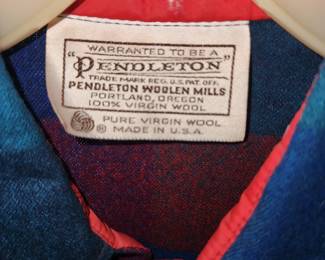 WARRANTED TO BE A
"PENDLETON"
TRADE MARK REG. U.S. PAT. OFF.
PENDLETON WOOLEN MILLS
PORTLAND, OREGON
100% VIRGIN WOOL
PURE VIRGIN WOOL
® MADE IN U.S.A.